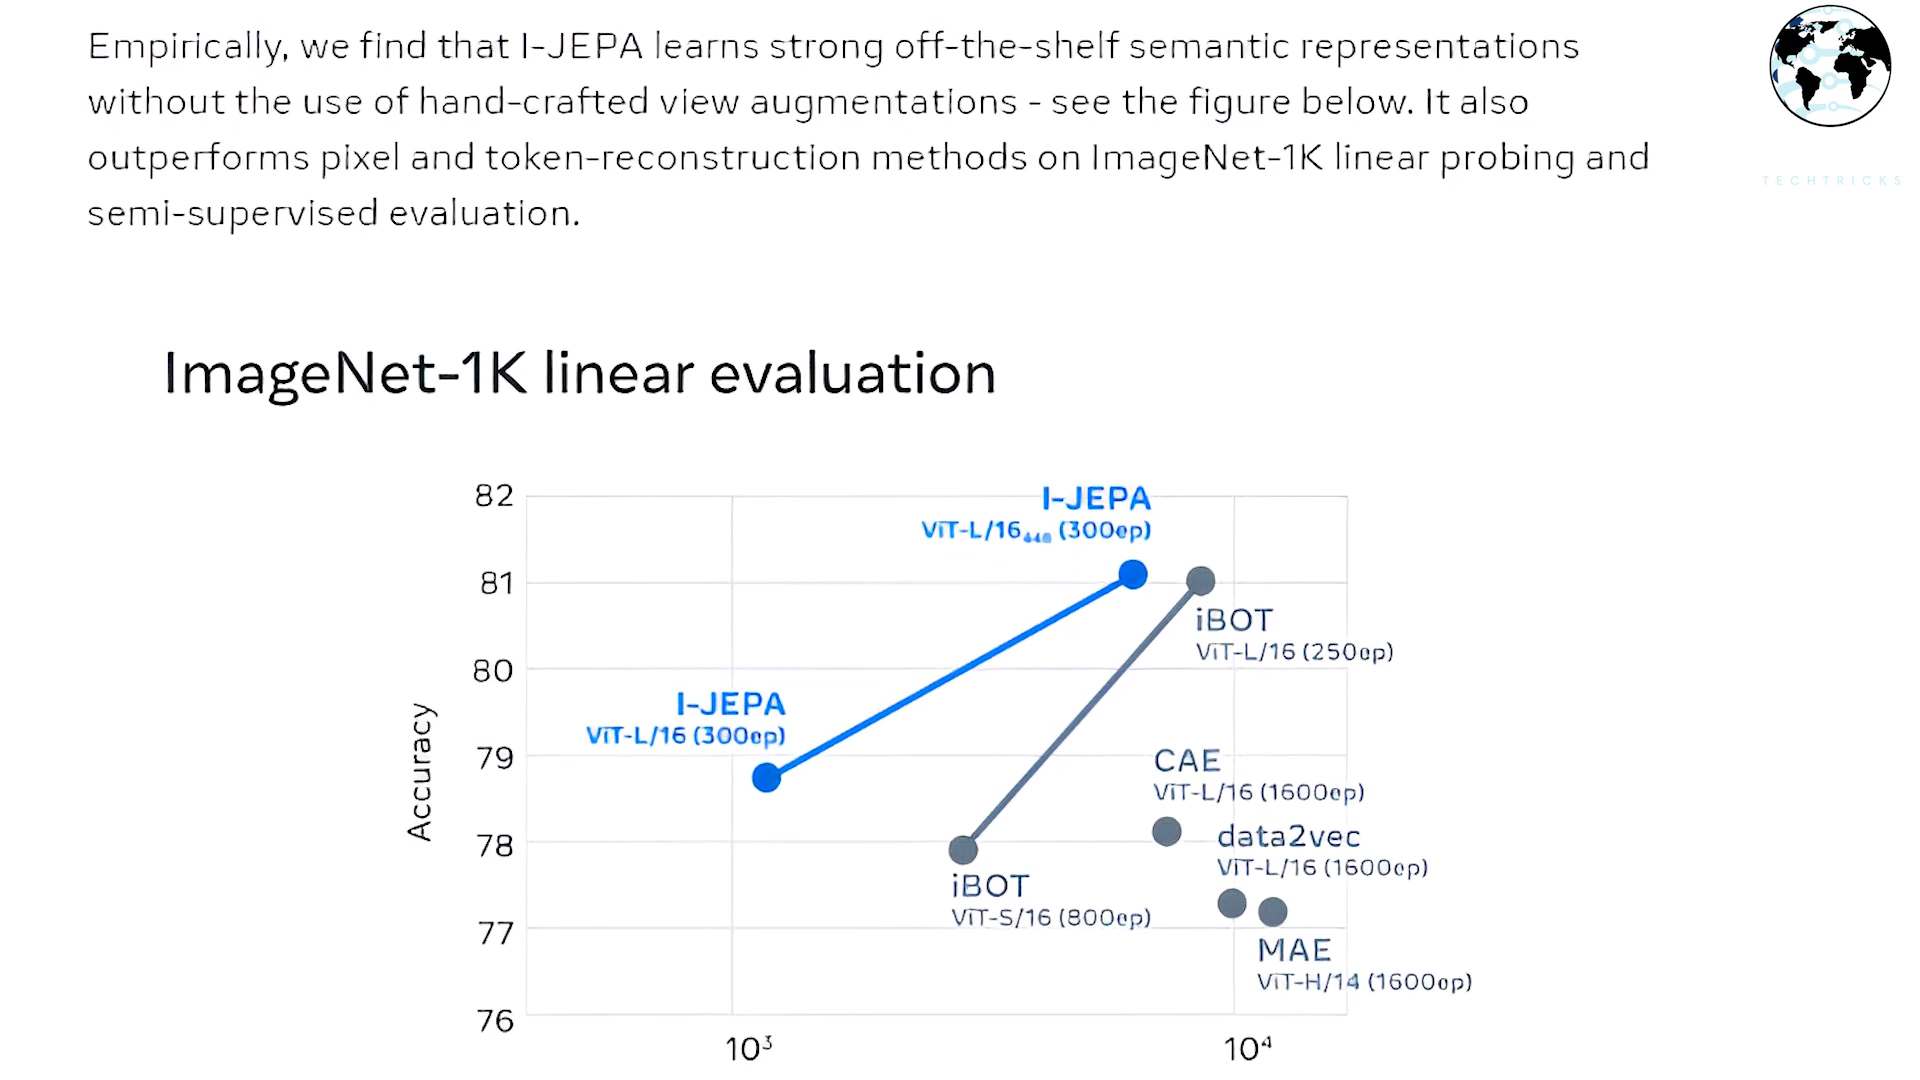 Empirically, we find that I-JEPA learns strong off-the-shelf semantic representations
without the use of hand-crafted view augmentations - see the figure below. It also
outperforms pixel and token-reconstruction methods on ImageNet-1K linear probing and
semi-supervised evaluation.
TECHTRICKS
ImageNet-1K linear evaluation
82
I-JEPA
ViT-L/16₄₄₈ (300ep)
81
iBOT
ViT-L/16 (250ep)
80
I-JEPA
ViT-L/16 (300ep)
79
CAE
ViT-L/16 (1600ep)
Accuracy
78
data2vec
ViT-L/16 (1600ep)
iBOT
ViT-S/16 (800ep)
77
MAE
ViT-H/14 (1600ep)
76
10³ 10⁴